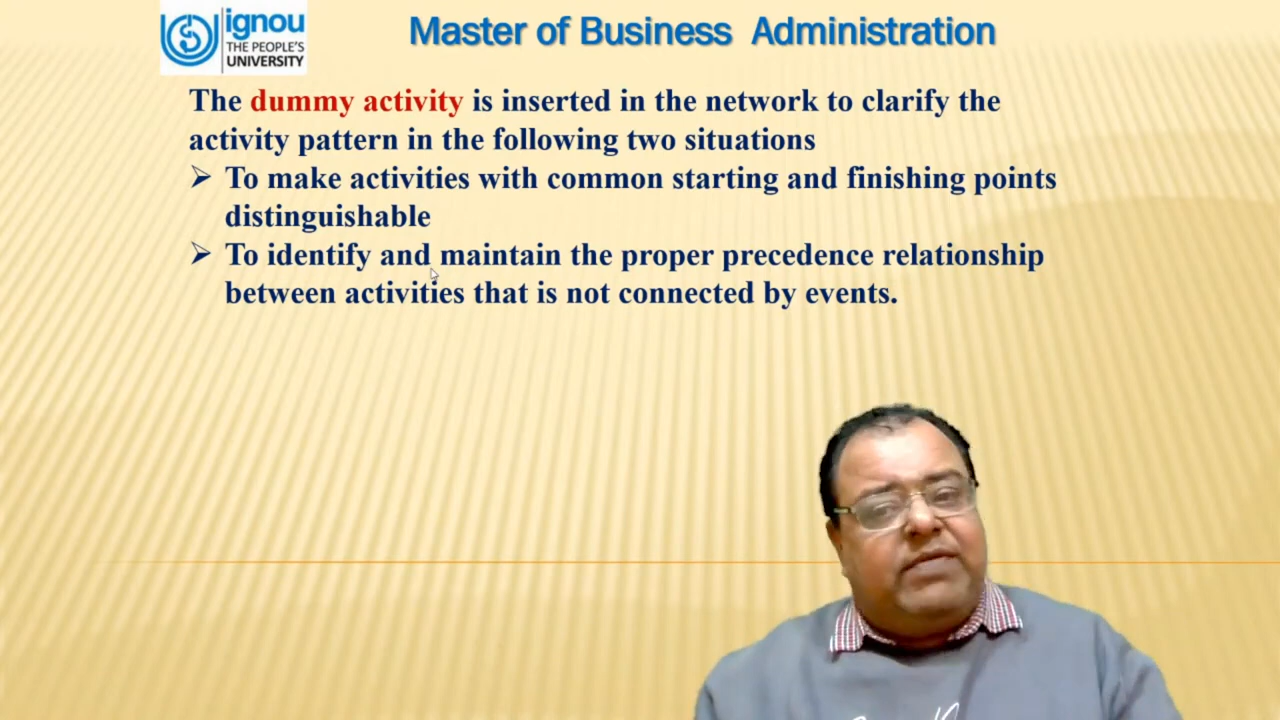 ignou
THE PEOPLE'S
UNIVERSITY
Master of Business Administration
The dummy activity is inserted in the network to clarify the
activity pattern in the following two situations
To make activities with common starting and finishing points
distinguishable
To identify and maintain the proper precedence relationship
between activities that is not connected by events.